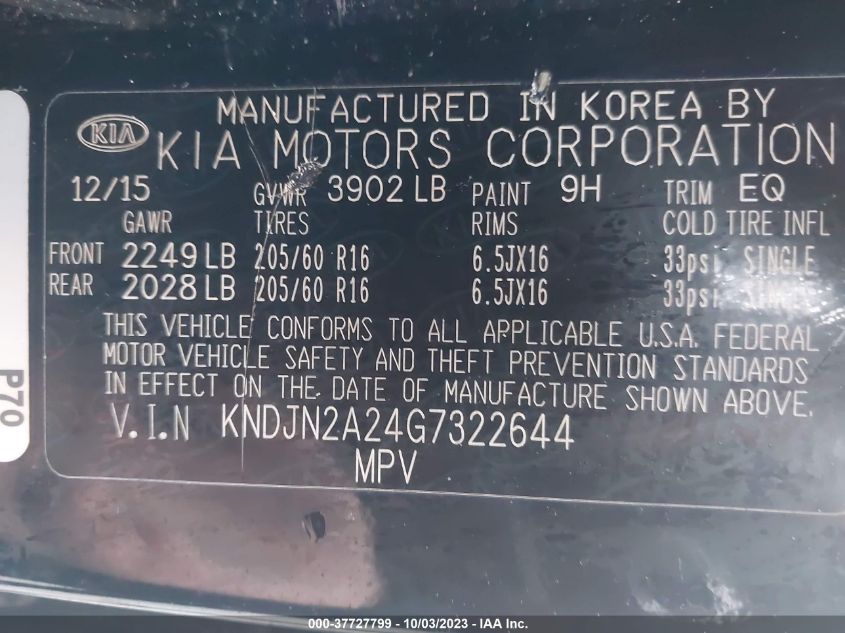 MANUFACTURED IN KOREA BY
KIA KIA MOTORS CORPORATION
12/15 GVWR 3902 LB PAINT 9H TRIM EQ
GAWR TIRES RIMS COLD TIRE INFL
FRONT 2249 LB 205/60 R16 6.5JX16 33psi SINGLE
REAR 2028 LB 205/60 R16 6.5JX16 33psi SINGLE
THIS VEHICLE CONFORMS TO ALL APPLICABLE U.S.A. FEDERAL
MOTOR VEHICLE SAFETY AND THEFT PREVENTION STANDARDS
IN EFFECT ON THE DATE OF MANUFACTURE SHOWN ABOVE.
V.I.N KNDJN2A24G7322644
MPV
P70
000-37727799 - 10/03/2023 - IAA Inc.